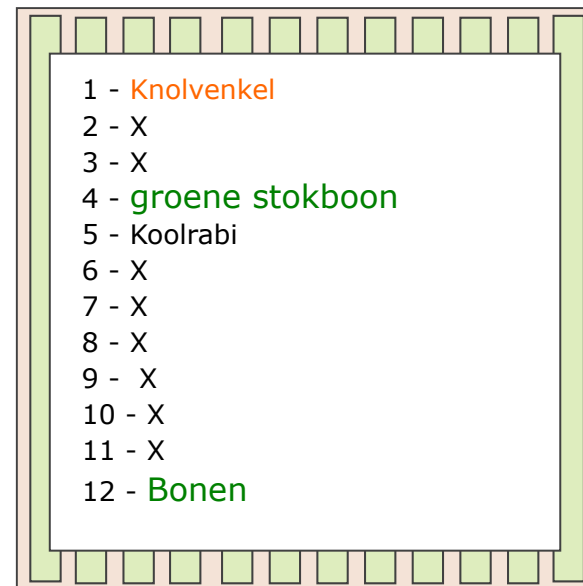 1 - Knolvenkel
2 - X
3 - X
4 - groene stokboon
5 - Koolrabi
6 - X
7 - X
8 - X
9 -  X
10 - X
11 - X
12 - Bonen